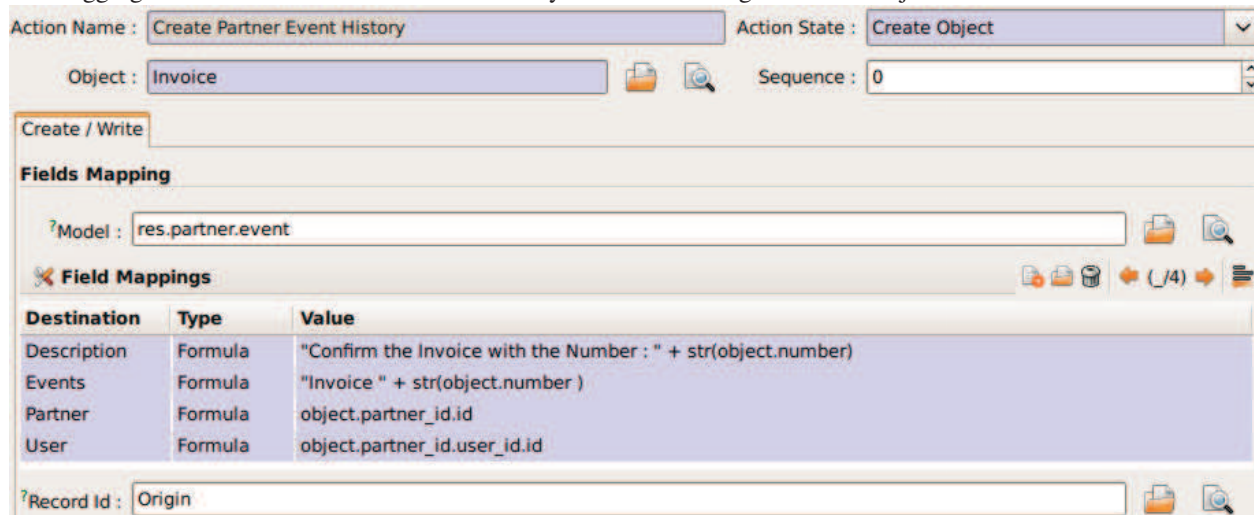 Action Name : Create Partner Event History Action State : Create Object
Object : Invoice Sequence : 0
Create / Write
Fields Mapping
?Model : res.partner.event
Field Mappings (_/4)
Destination Type Value
Description Formula "Confirm the Invoice with the Number : " + str(object.number)
Events Formula "Invoice " + str(object.number )
Partner Formula object.partner_id.id
User Formula object.partner_id.user_id.id
?Record Id : Origin